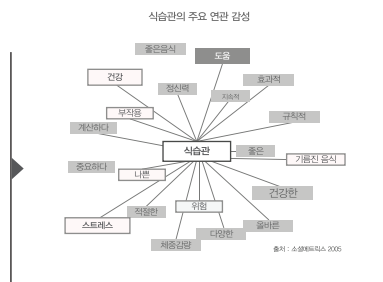 식습관의 주요 연관 감성
좋은음식
도움
건강
효과적
정신력
지속적
부작용
규칙적
계산하다
식습관
좋은
기름진 음식
중요하다
나쁜
건강한
위험
적절한
스트레스
올바른
다양한
체중감량
출처 : 소셜메트릭스 2005